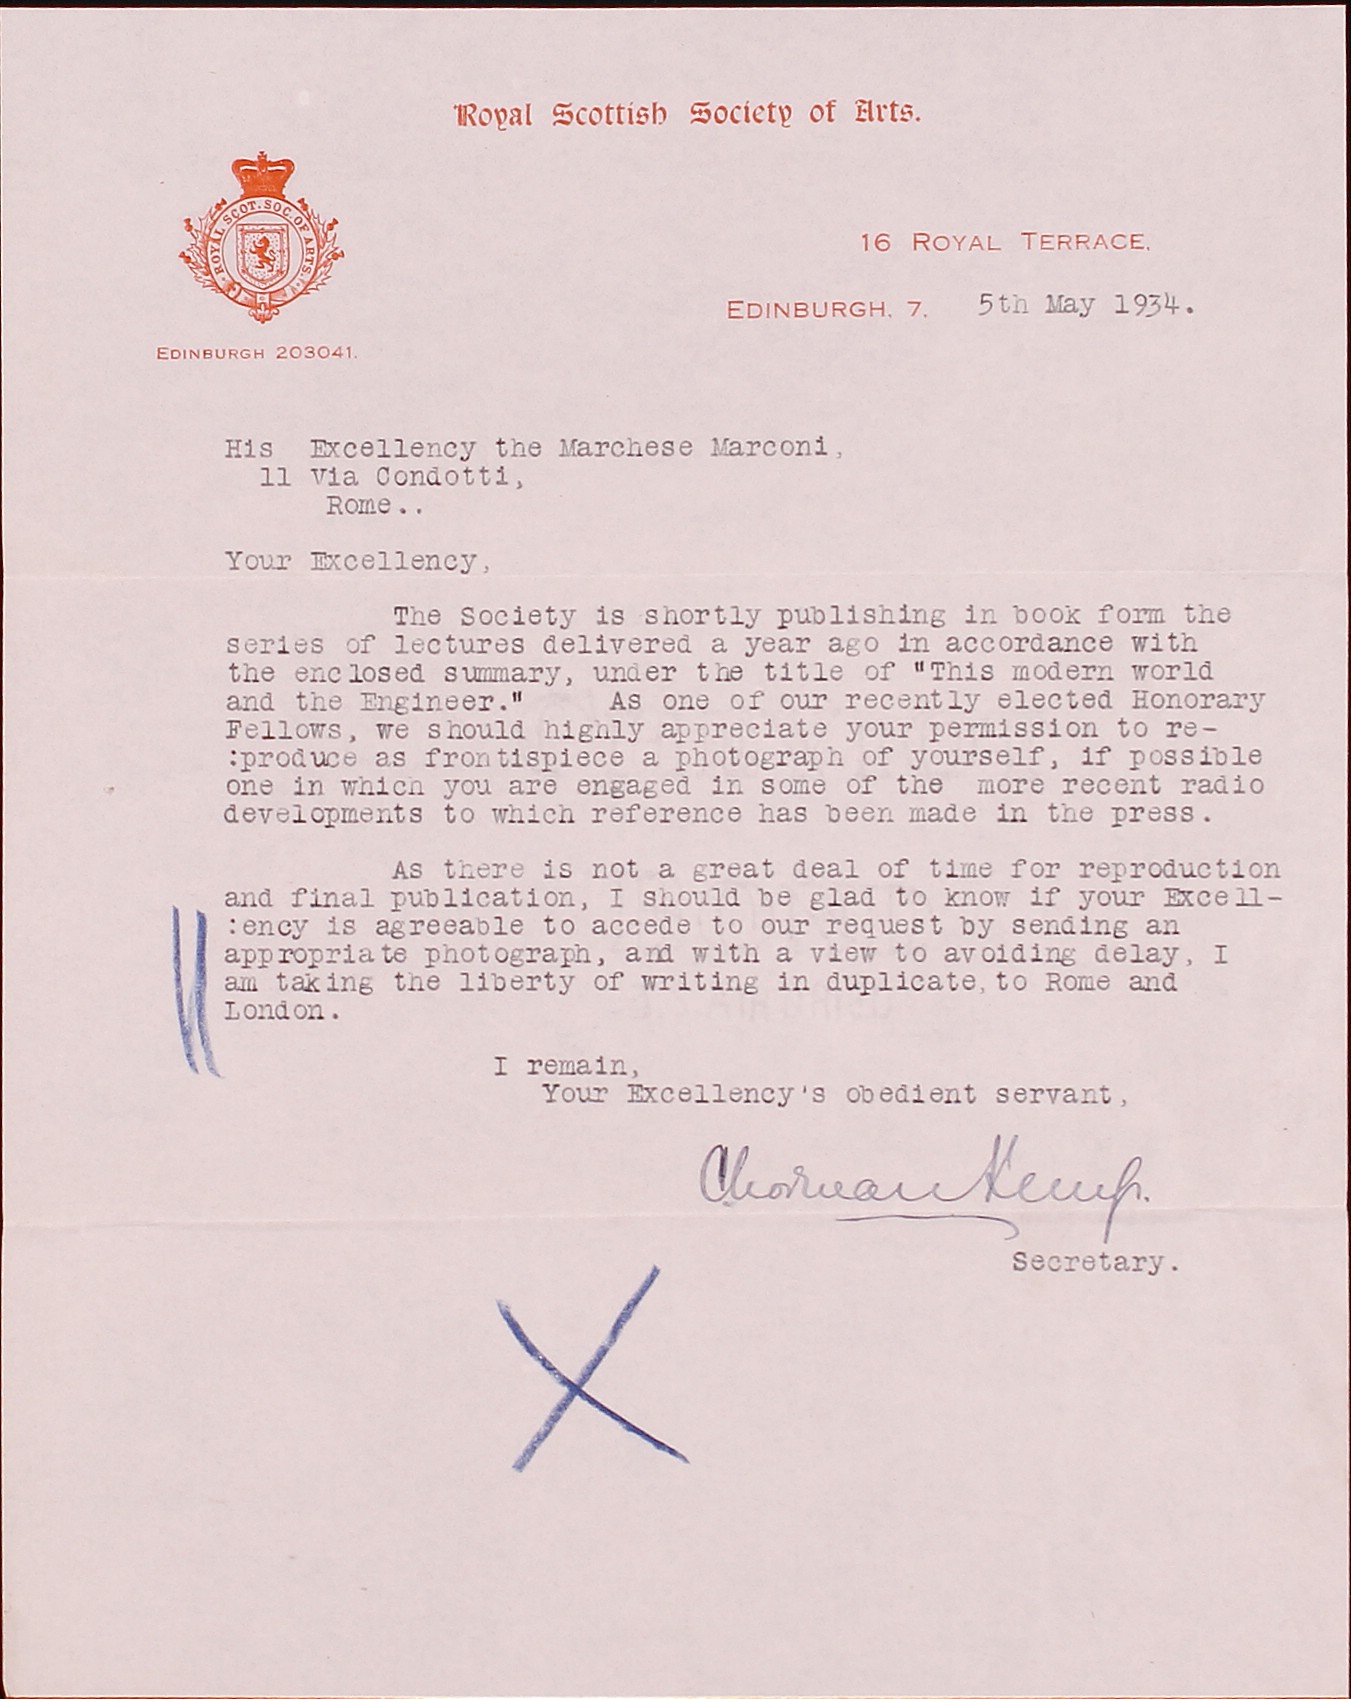 Royal Scottish Society of Arts.
ROYAL SCOT. SOC. OF ARTS.
16 ROYAL TERRACE,
EDINBURGH, 7. 5th May 1934.
EDINBURGH 203041.
His Excellency the Marchese Marconi,
11 Via Condotti,
Rome..
Your Excellency,
The Society is shortly publishing in book form the
series of lectures delivered a year ago in accordance with
the enclosed summary, under the title of "This modern world
and the Engineer." As one of our recently elected Honorary
Fellows, we should highly appreciate your permission to re-
:produce as frontispiece a photograph of yourself, if possible
one in which you are engaged in some of the more recent radio
developments to which reference has been made in the press.
As there is not a great deal of time for reproduction
and final publication, I should be glad to know if your Excell-
:ency is agreeable to accede to our request by sending an
appropriate photograph, and with a view to avoiding delay, I
am taking the liberty of writing in duplicate, to Rome and
London.
I remain,
Your Excellency's obedient servant,
Kemp.
Secretary.